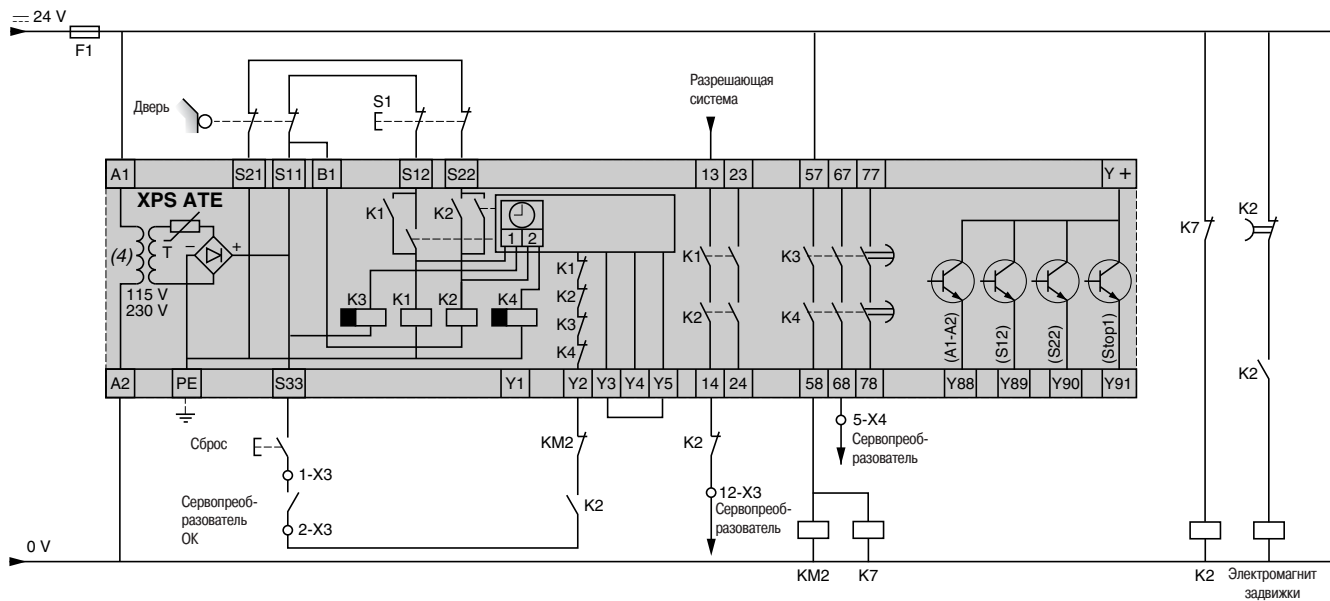 24 V
F1
Дверь
S1
Разрешающая
система
A1 S21 S11 B1 S12 S22 13 23 57 67 77 Y +
XPS ATE
(4)
T
− +
115 V
230 V
K1 K2
1 2
K3 K1 K2 K4
K1
K2
K3
K4
K1
K2
K3
K4
(A1-A2) (S12) (S22) (Stop1)
K7 K2
K2
A2 PE S33 Y1 Y2 Y3 Y4 Y5 14 24 58 68 78 Y88 Y89 Y90 Y91
Сброс
1-X3
Сервопреоб-
разователь
OK
2-X3
KM2
K2
K2
12-X3
Сервопреоб-
разователь
5-X4
Сервопреоб-
разователь
0 V
KM2 K7 K2 Электромагнит
задвижки